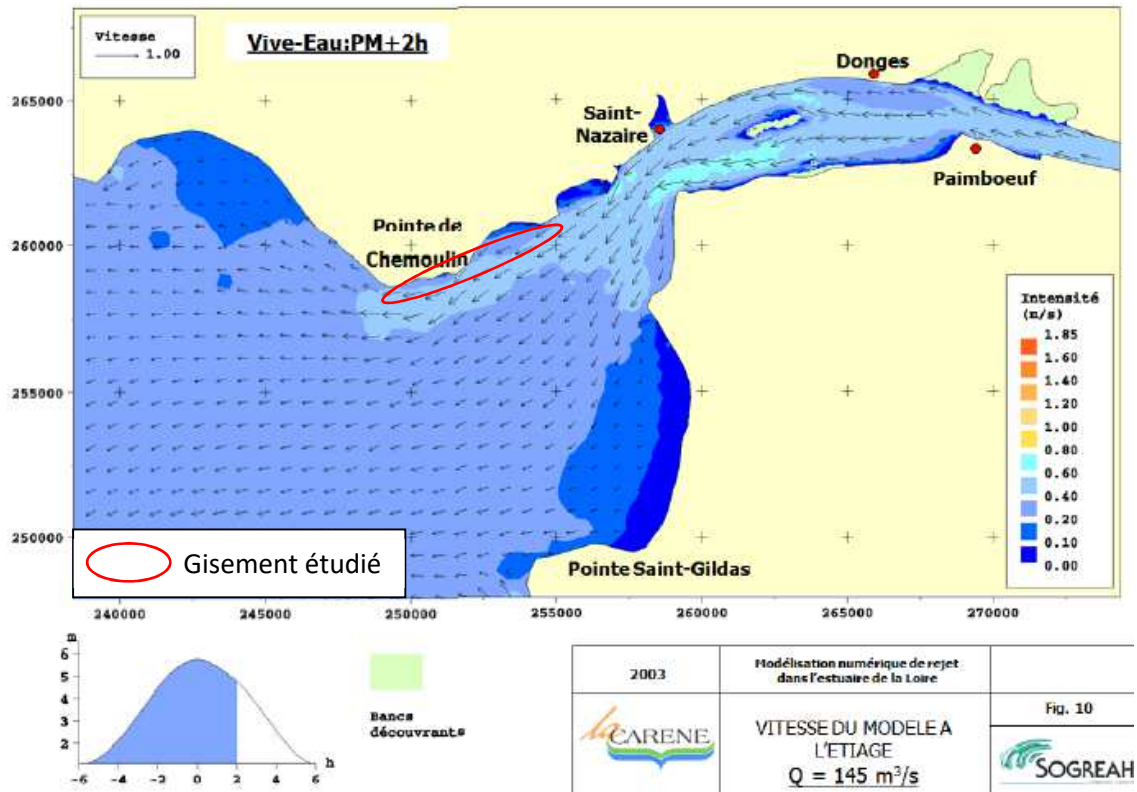 Vitesse
1.00
Vive-Eau:PM+2h
Donges
Saint-
Nazaire
Paimboeuf
Pointe de
Chemoulin
265000
260000
255000
250000
Intensité
(m/s)
1.85
1.60
1.40
1.20
1.00
0.80
0.60
0.40
0.20
0.10
0.00
Gisement étudié
Pointe Saint-Gildas
240000 245000 250000 255000 260000 265000 270000
m
6
5
4
3
2
-6 -4 -2 0 2 4 6 h
Bancs
découvrants
2003
Modélisation numérique de rejet
dans l'estuaire de la Loire
Fig. 10
la CARENE
VITESSE DU MODELE A
L'ETIAGE
Q = 145 m³/s
SOGREAH